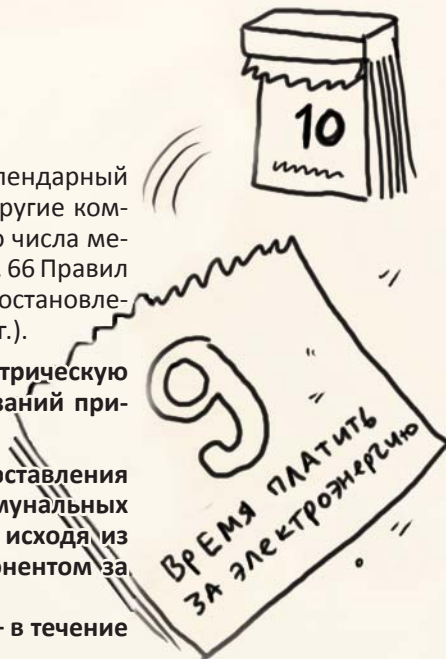 10
лендарный
ругие ком-
о числа ме-
. 66 Правил
остановле-
г.).
трическую
ваний при-
оставления
мунальных
исходя из
онентом за
- в течение
9
ВРЕМЯ ПЛАТИТЬ
ЗА ЭЛЕКТРОЭНЕРГИЮ